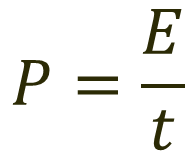 P = E/t